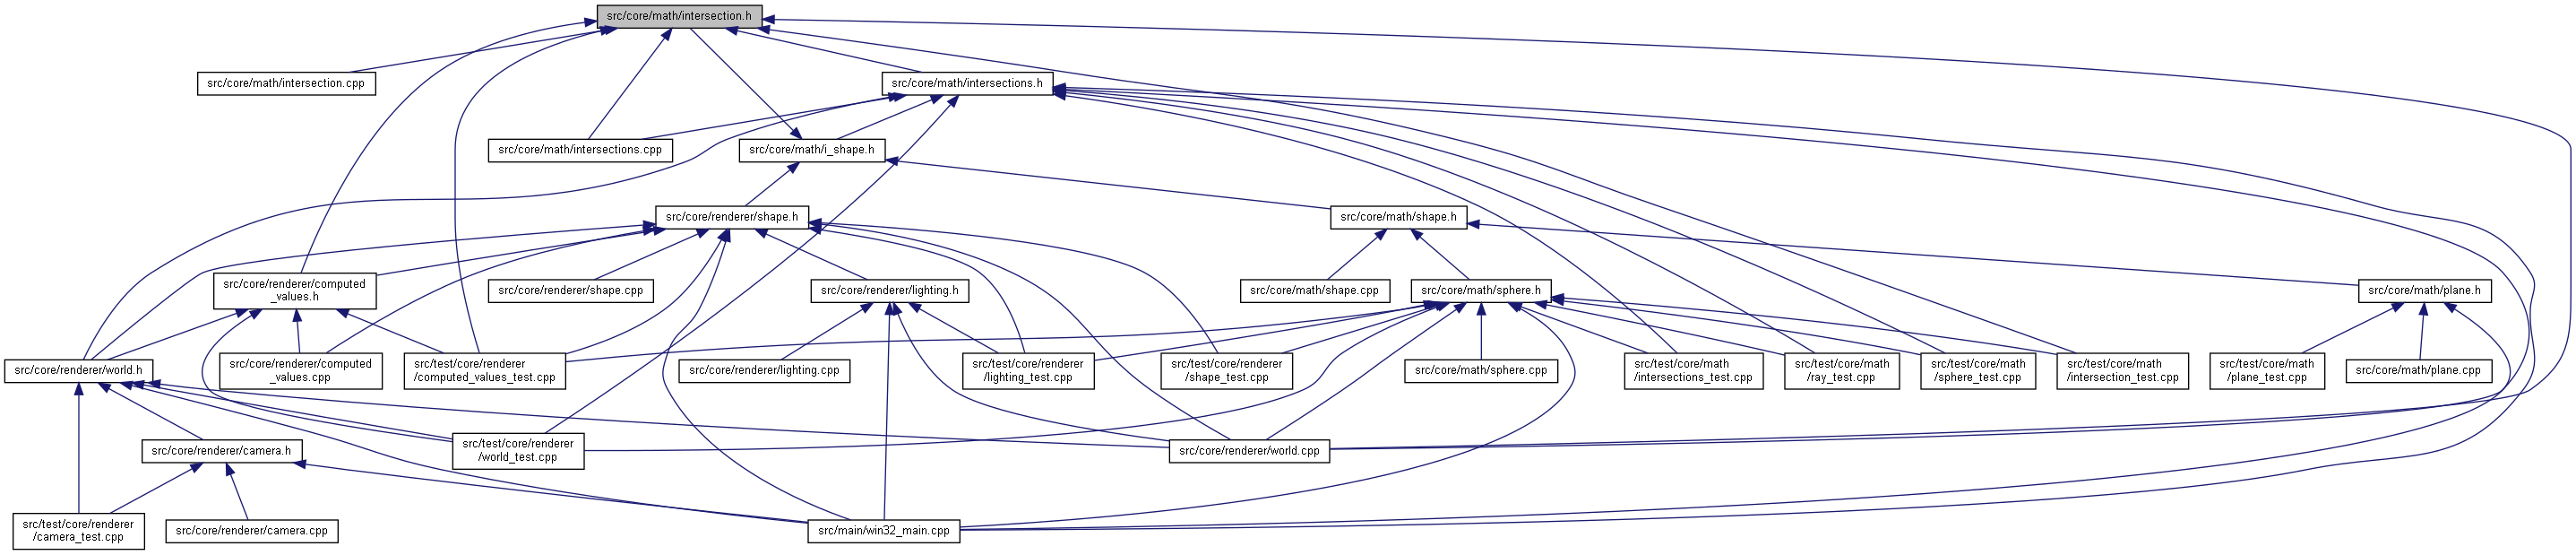 src/core/math/intersection.h
src/core/math/intersection.cpp
src/core/math/intersections.h
src/core/math/intersections.cpp
src/core/math/i_shape.h
src/core/renderer/shape.h
src/core/math/shape.h
src/core/renderer/computed
_values.h
src/core/renderer/shape.cpp
src/core/renderer/lighting.h
src/core/math/shape.cpp
src/core/math/sphere.h
src/core/math/plane.h
src/core/renderer/world.h
src/core/renderer/computed
_values.cpp
src/test/core/renderer
/computed_values_test.cpp
src/core/renderer/lighting.cpp
src/test/core/renderer
/lighting_test.cpp
src/test/core/renderer
/shape_test.cpp
src/core/math/sphere.cpp
src/test/core/math
/intersections_test.cpp
src/test/core/math
/ray_test.cpp
src/test/core/math
/sphere_test.cpp
src/test/core/math
/intersection_test.cpp
src/test/core/math
/plane_test.cpp
src/core/math/plane.cpp
src/core/renderer/camera.h
src/test/core/renderer
/world_test.cpp
src/core/renderer/world.cpp
src/test/core/renderer
/camera_test.cpp
src/core/renderer/camera.cpp
src/main/win32_main.cpp